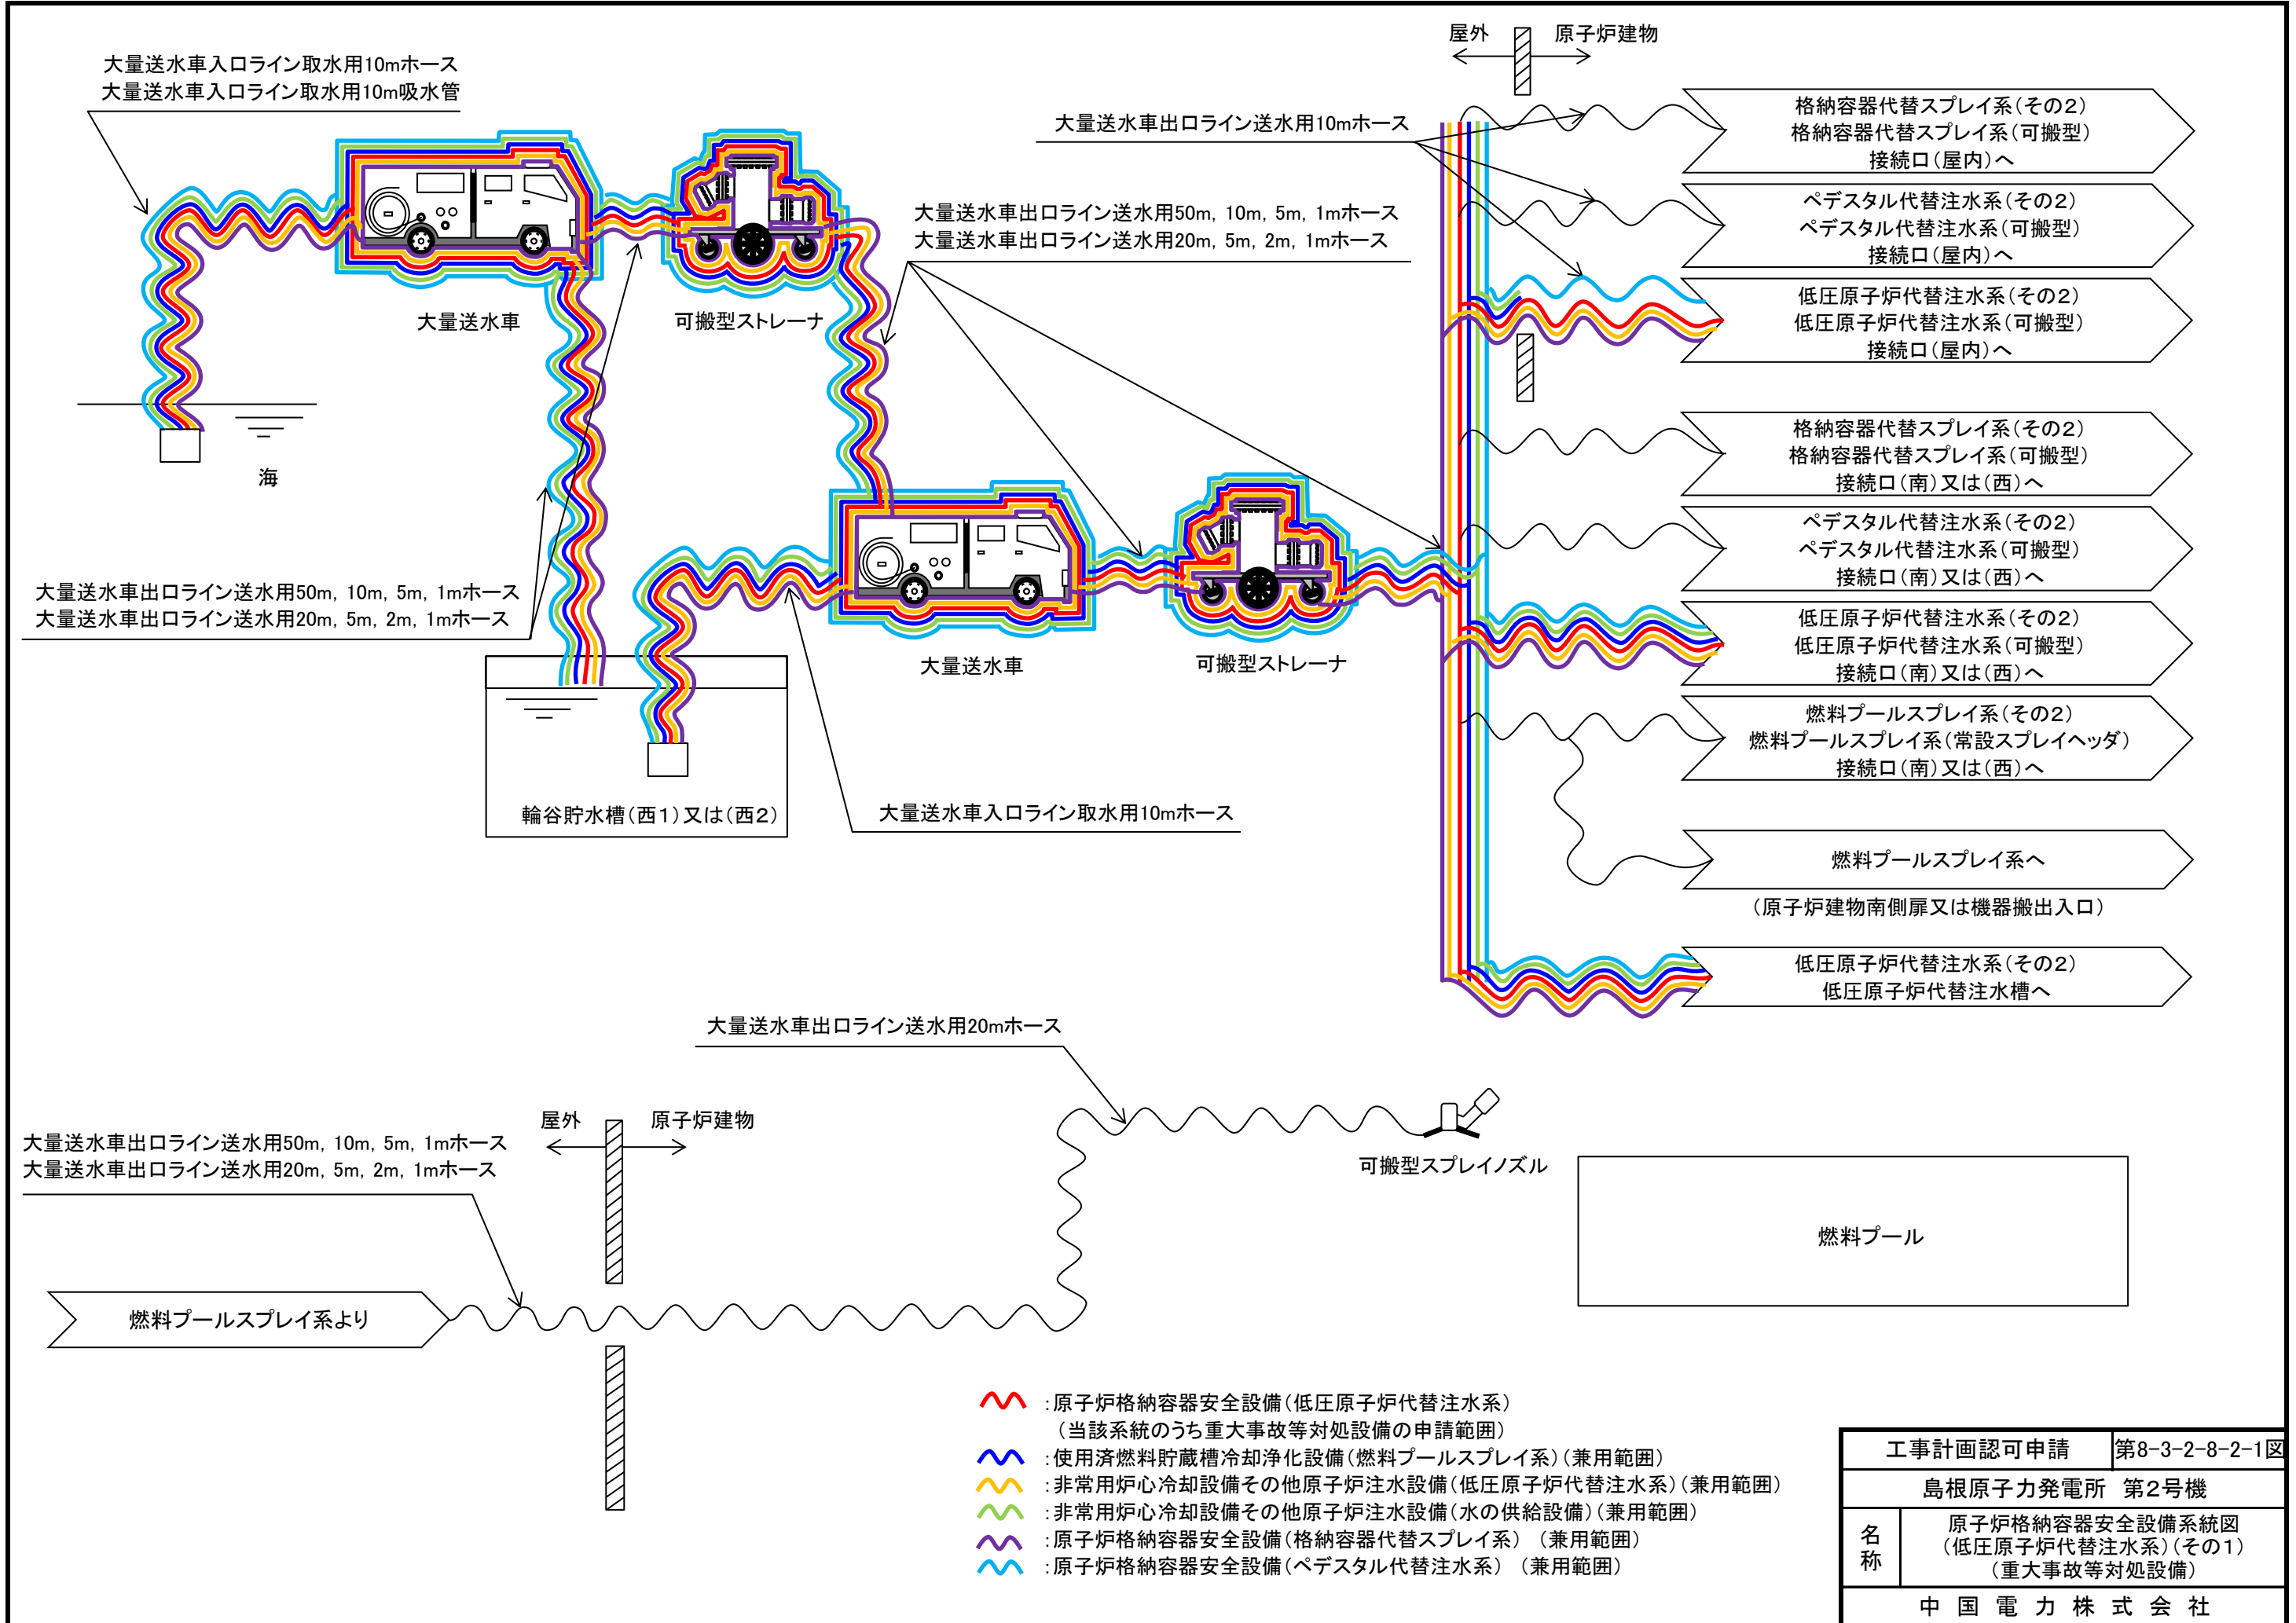 大量送水車入口ライン取水用10mホース
大量送水車入口ライン取水用10m吸水管
屋外
原子炉建物
大量送水車出口ライン送水用10mホース
格納容器代替スプレイ系(その2)
格納容器代替スプレイ系(可搬型)
接続口(屋内)へ
ペデスタル代替注水系(その2)
ペデスタル代替注水系(可搬型)
接続口(屋内)へ
大量送水車出口ライン送水用50m, 10m, 5m, 1mホース
大量送水車出口ライン送水用20m, 5m, 2m, 1mホース
低圧原子炉代替注水系(その2)
低圧原子炉代替注水系(可搬型)
接続口(屋内)へ
大量送水車
可搬型ストレーナ
海
格納容器代替スプレイ系(その2)
格納容器代替スプレイ系(可搬型)
接続口(南)又は(西)へ
ペデスタル代替注水系(その2)
ペデスタル代替注水系(可搬型)
接続口(南)又は(西)へ
大量送水車出口ライン送水用50m, 10m, 5m, 1mホース
大量送水車出口ライン送水用20m, 5m, 2m, 1mホース
低圧原子炉代替注水系(その2)
低圧原子炉代替注水系(可搬型)
接続口(南)又は(西)へ
大量送水車
可搬型ストレーナ
燃料プールスプレイ系(その2)
燃料プールスプレイ系(常設スプレイヘッダ)
接続口(南)又は(西)へ
輪谷貯水槽(西1)又は(西2)
大量送水車入口ライン取水用10mホース
燃料プールスプレイ系へ
(原子炉建物南側扉又は機器搬出入口)
低圧原子炉代替注水系(その2)
低圧原子炉代替注水槽へ
大量送水車出口ライン送水用20mホース
屋外
原子炉建物
大量送水車出口ライン送水用50m, 10m, 5m, 1mホース
大量送水車出口ライン送水用20m, 5m, 2m, 1mホース
可搬型スプレイノズル
燃料プール
燃料プールスプレイ系より
:原子炉格納容器安全設備(低圧原子炉代替注水系)
(当該系統のうち重大事故等対処設備の申請範囲)
:使用済燃料貯蔵槽冷却浄化設備(燃料プールスプレイ系)(兼用範囲)
:非常用炉心冷却設備その他原子炉注水設備(低圧原子炉代替注水系)(兼用範囲)
:非常用炉心冷却設備その他原子炉注水設備(水の供給設備)(兼用範囲)
:原子炉格納容器安全設備(格納容器代替スプレイ系) (兼用範囲)
:原子炉格納容器安全設備(ペデスタル代替注水系) (兼用範囲)
工事計画認可申請 第8-3-2-8-2-1図
島根原子力発電所 第2号機
名称
原子炉格納容器安全設備系統図
(低圧原子炉代替注水系)(その1)
(重大事故等対処設備)
中国電力株式会社